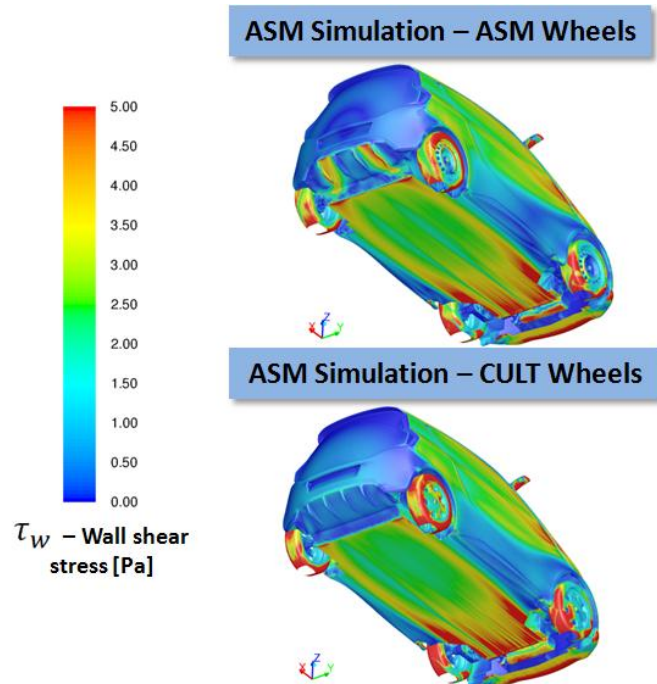 ASM Simulation – ASM Wheels
5.00
4.50
4.00
3.50
3.00
2.50
2.00
1.50
1.00
0.50
0.00
τw – Wall shear
stress [Pa]
X Z Y
ASM Simulation – CULT Wheels
X Z Y